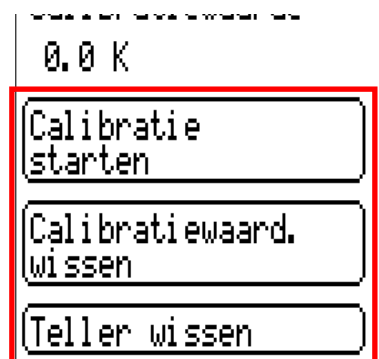 0.0 K
Calibratie
starten
Calibratiewaard.
wissen
Teller wissen